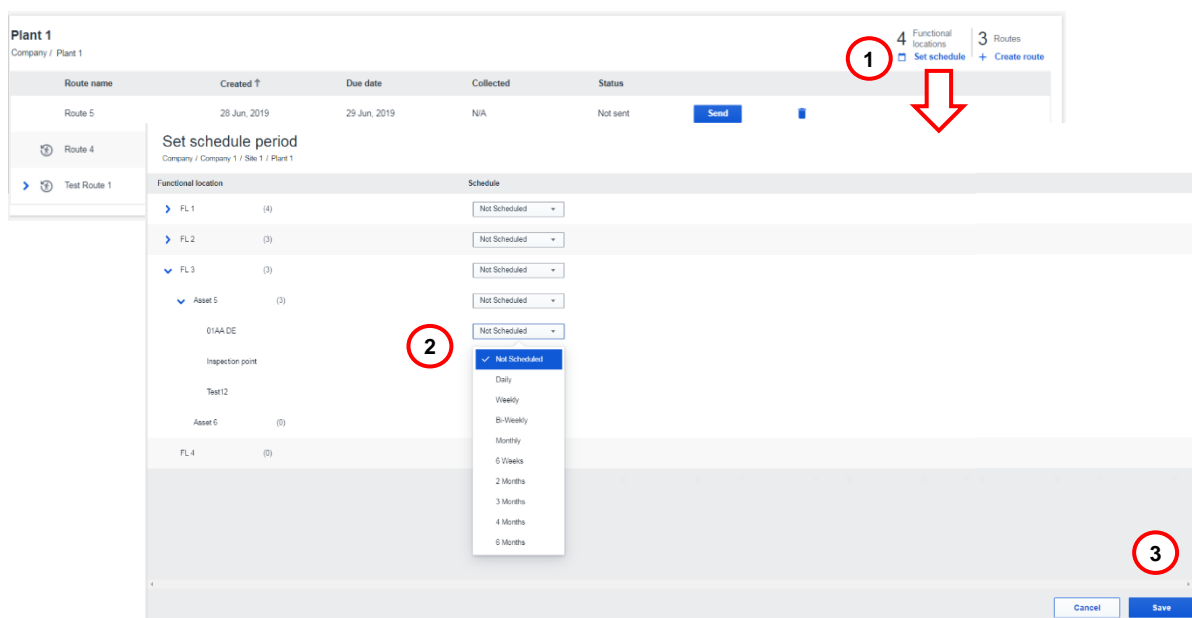 Plant 1
Company / Plant 1
4 Functional locations
3 Routes
1
Set schedule
+ Create route
Route name Created ↑ Due date Collected Status
Route 5 28 Jun, 2019 29 Jun, 2019 N/A Not sent Send
Route 4
Test Route 1
Set schedule period
Company / Company 1 / Site 1 / Plant 1
Functional location Schedule
FL 1 (4) Not Scheduled
FL 2 (3) Not Scheduled
FL 3 (3) Not Scheduled
Asset 5 (3) Not Scheduled
01AA DE Not Scheduled
2
Not Scheduled
Inspection point
Daily
Test12
Weekly
Asset 6 (0) Bi-Weekly
Monthly
FL 4 (0)
6 Weeks
2 Months
3 Months
4 Months
6 Months
3
Cancel Save